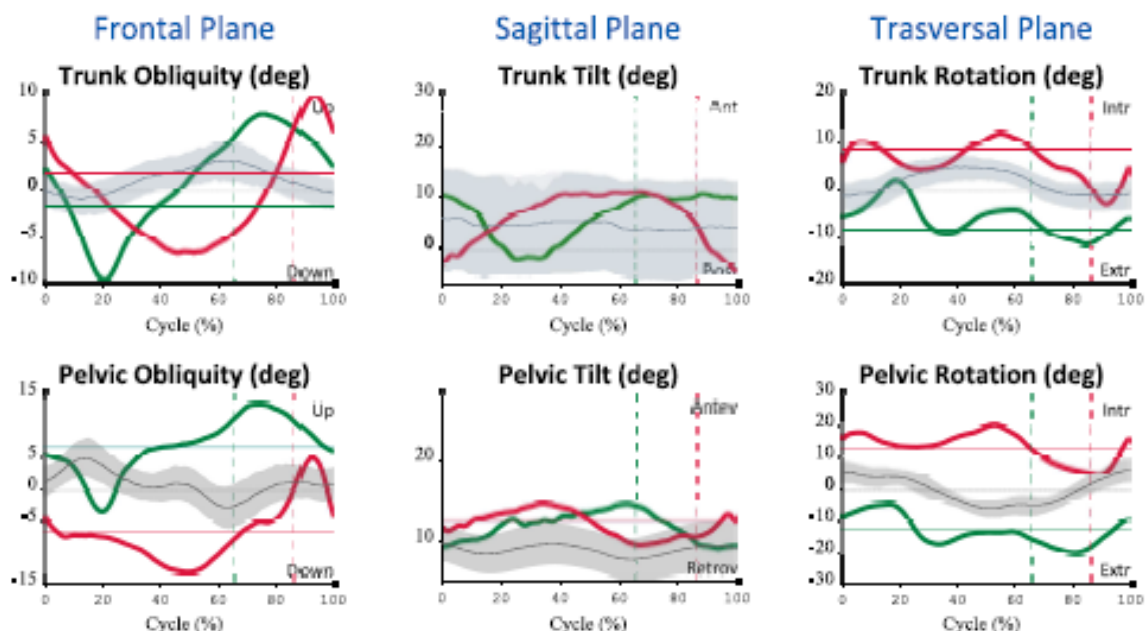 Frontal Plane
Sagittal Plane
Trasversal Plane
Trunk Obliquity (deg)
Trunk Tilt (deg)
Trunk Rotation (deg)
10
5
0
-5
-10
Up
Down
0 20 40 60 80 100
Cycle (%)
30
20
10
0
Ant
0 20 40 60 80 100
Cycle (%)
20
10
0
-10
-20
Intr
Extr
0 20 40 60 80 100
Cycle (%)
Pelvic Obliquity (deg)
Pelvic Tilt (deg)
Pelvic Rotation (deg)
15
5
0
-5
-15
Up
Down
0 20 40 60 80 100
Cycle (%)
20
10
Antev
Retrov
0 20 40 60 80 100
Cycle (%)
30
20
10
0
-10
-20
-30
Intr
Extr
0 20 40 60 80 100
Cycle (%)